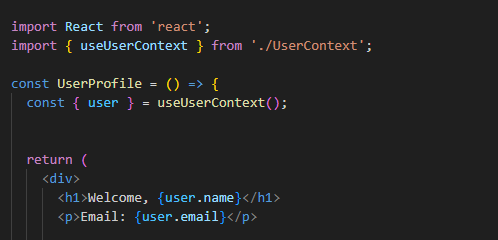 import React from 'react';
import { useUserContext } from './UserContext';
const UserProfile = () => {
const { user } = useUserContext();
return (
<div>
<h1>Welcome, {user.name}</h1>
<p>Email: {user.email}</p>